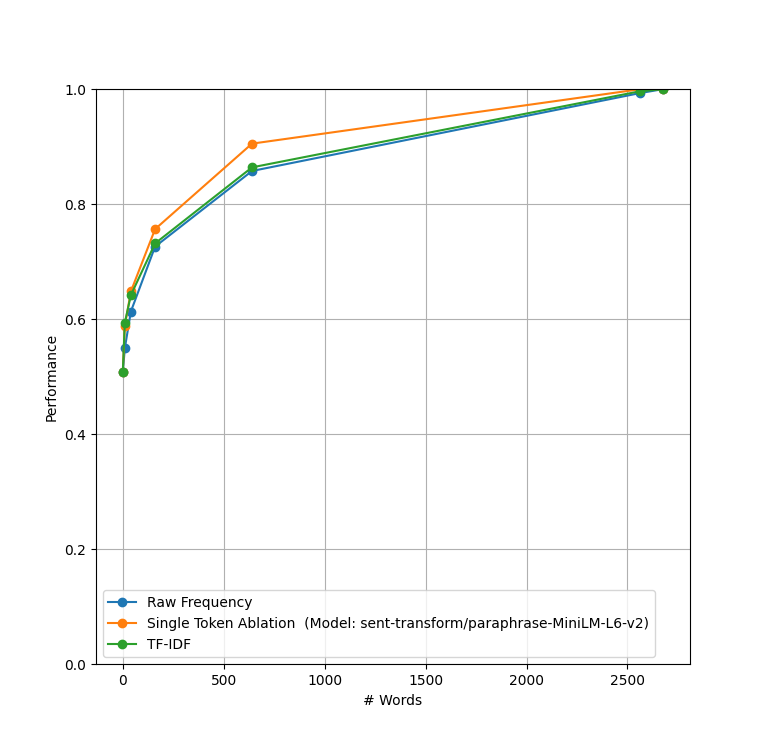 1.0
0.8
0.6
0.4
0.2
0.0
Performance
Raw Frequency
Single Token Ablation  (Model: sent-transform/paraphrase-MiniLM-L6-v2)
TF-IDF
0 500 1000 1500 2000 2500
# Words